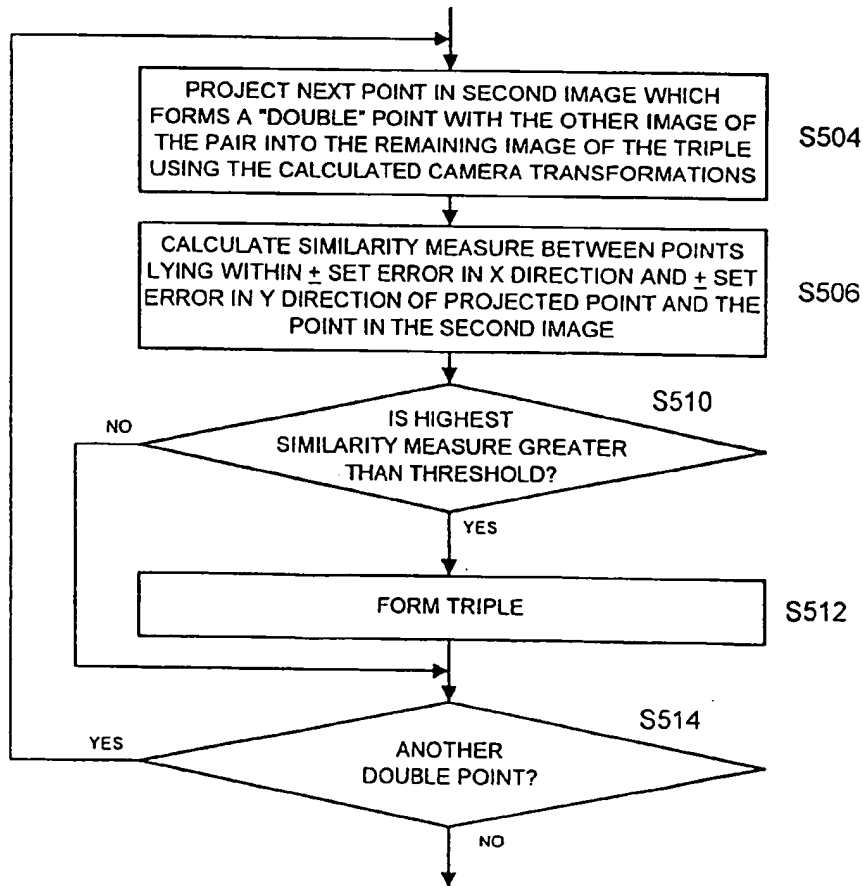 PROJECT NEXT POINT IN SECOND IMAGE WHICH
FORMS A "DOUBLE" POINT WITH THE OTHER IMAGE OF
THE PAIR INTO THE REMAINING IMAGE OF THE TRIPLE
USING THE CALCULATED CAMERA TRANSFORMATIONS
S504
CALCULATE SIMILARITY MEASURE BETWEEN POINTS
LYING WITHIN ± SET ERROR IN X DIRECTION AND ± SET
ERROR IN Y DIRECTION OF PROJECTED POINT AND THE
POINT IN THE SECOND IMAGE
S506
S510
NO
IS HIGHEST
SIMILARITY MEASURE GREATER
THAN THRESHOLD?
YES
FORM TRIPLE
S512
S514
YES
ANOTHER
DOUBLE POINT?
NO